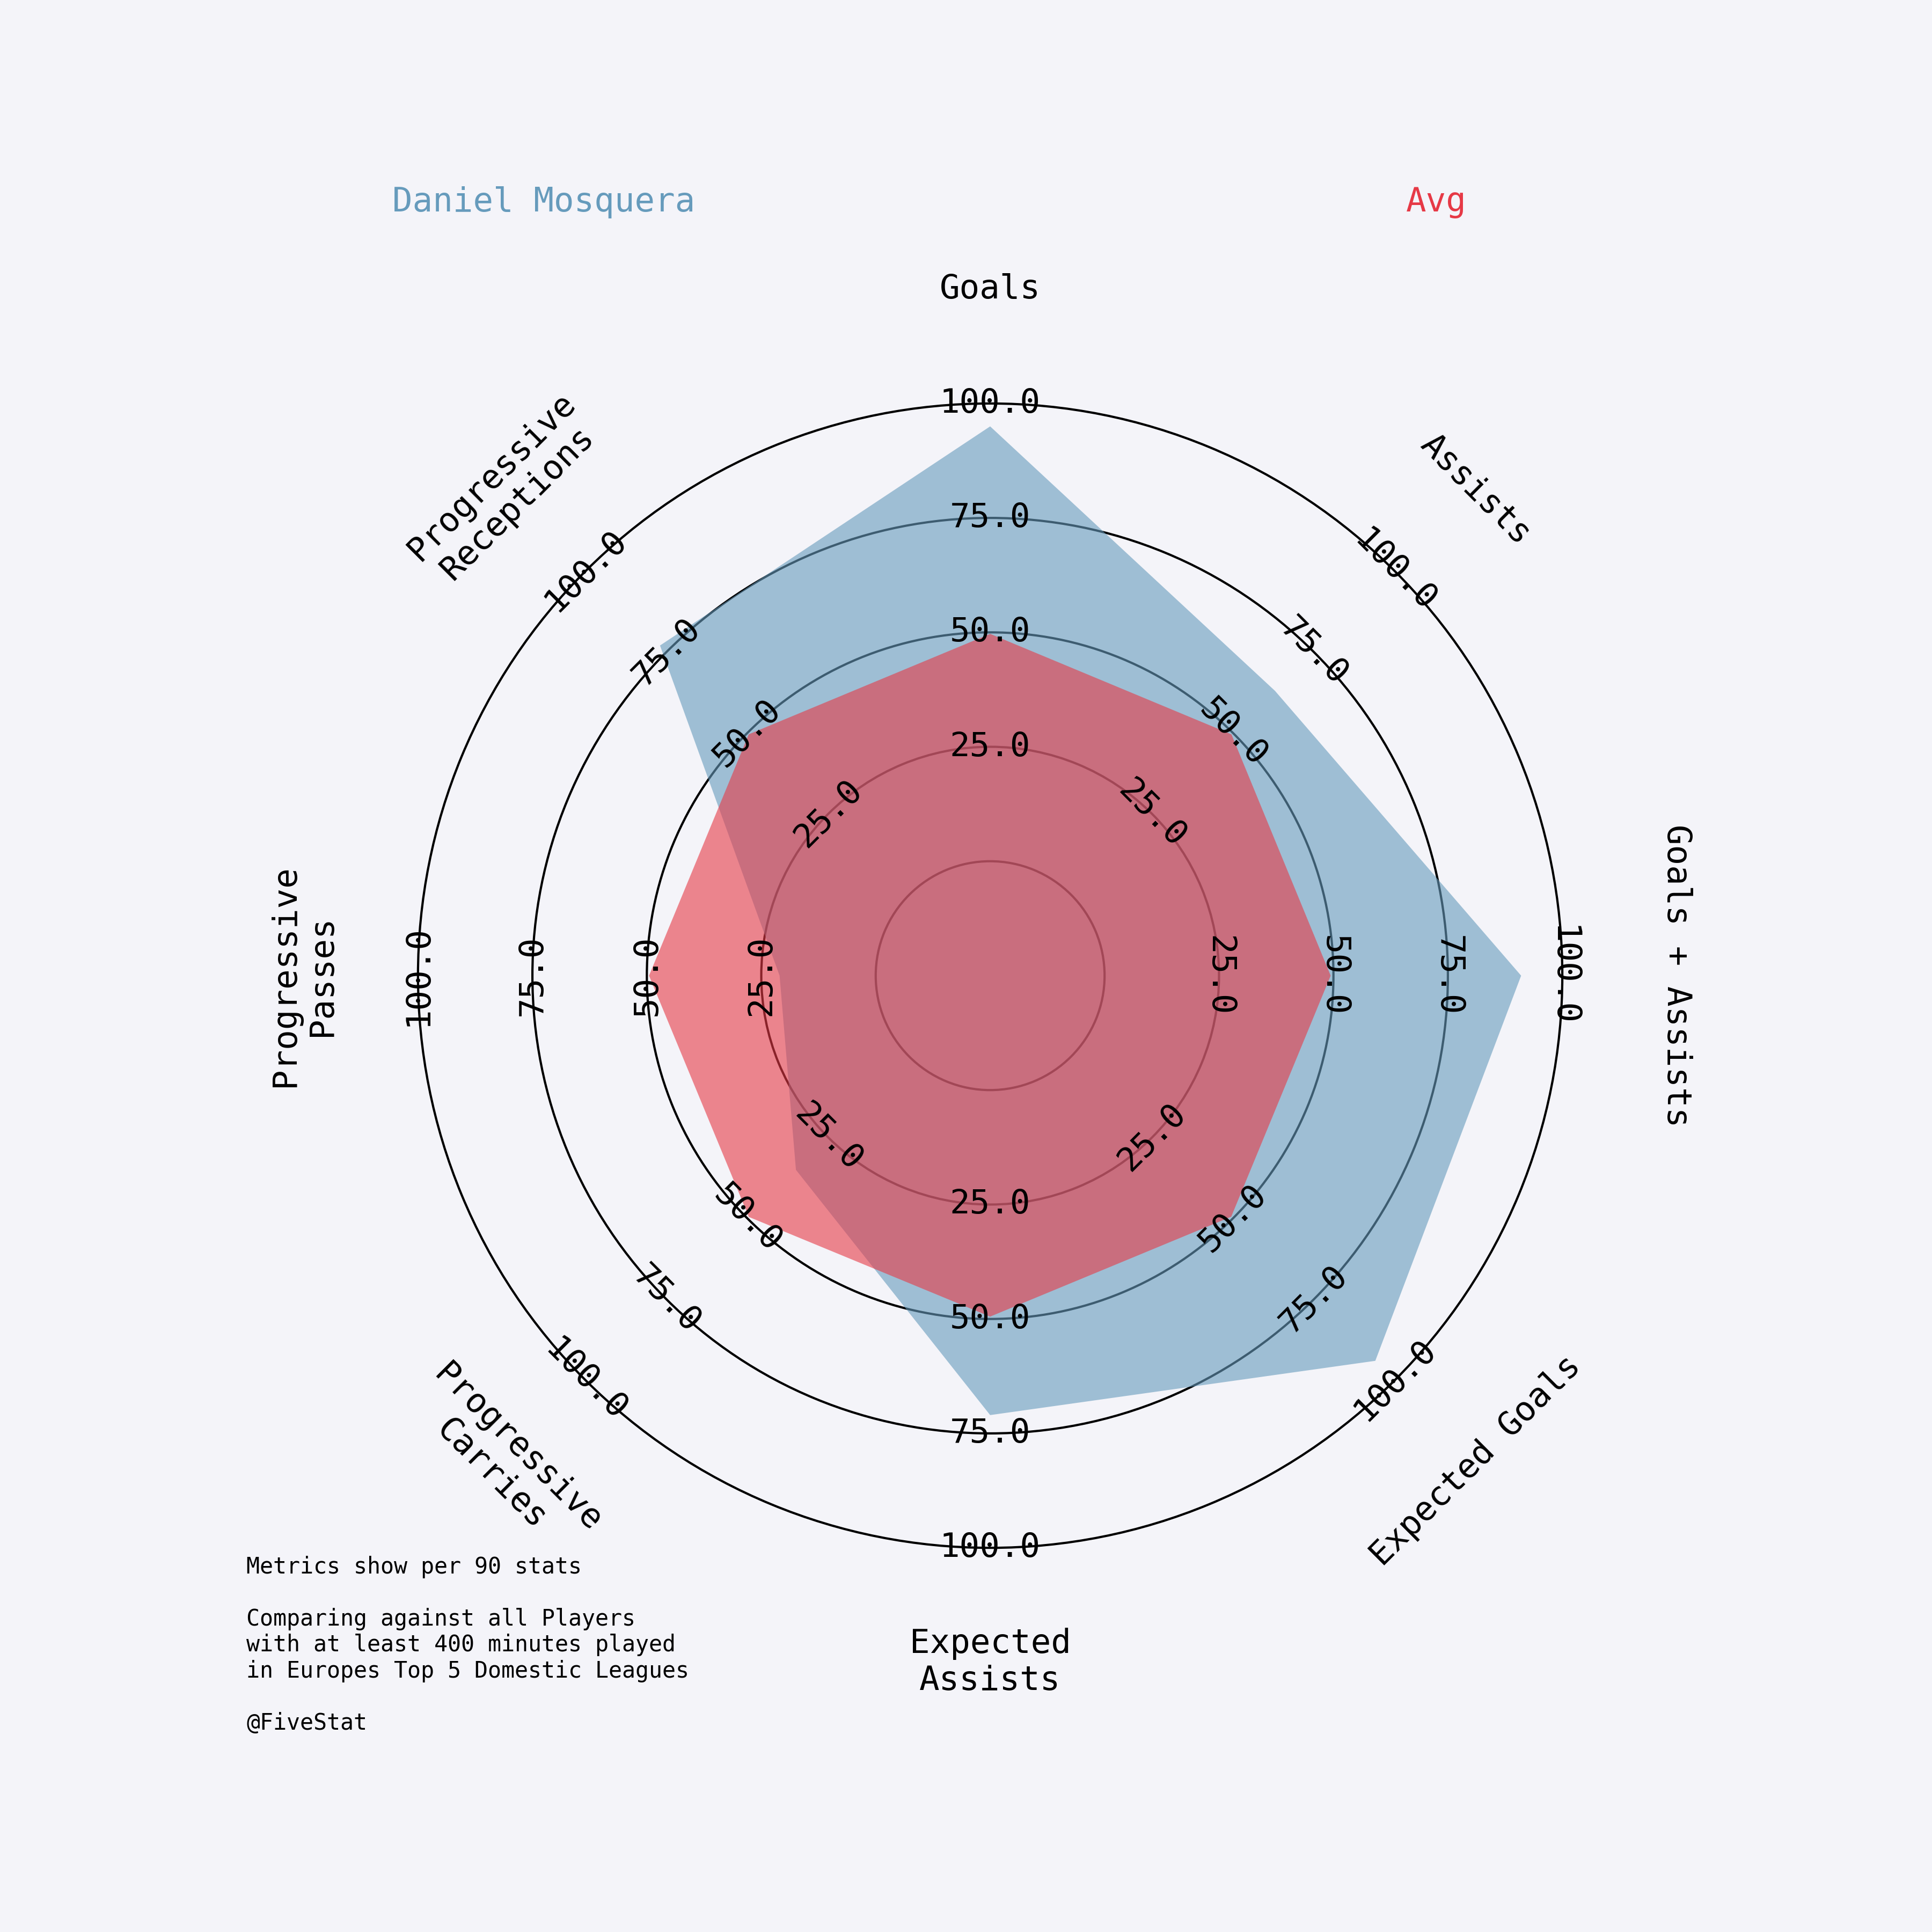 Daniel Mosquera
Avg
Goals
Progressive
Receptions
Assists
100.0
100.0
100.0
75.0
75.0
75.0
50.0
50.0
50.0
25.0
25.0
25.0
Progressive
Passes
100.0
75.0
50.0
25.0
25.0
50.0
75.0
100.0
Goals + Assists
25.0
25.0
25.0
50.0
50.0
50.0
75.0
75.0
75.0
100.0
100.0
100.0
Progressive
Carries
Expected Goals
Expected
Assists
Metrics show per 90 stats
Comparing against all Players
with at least 400 minutes played
in Europes Top 5 Domestic Leagues
@FiveStat